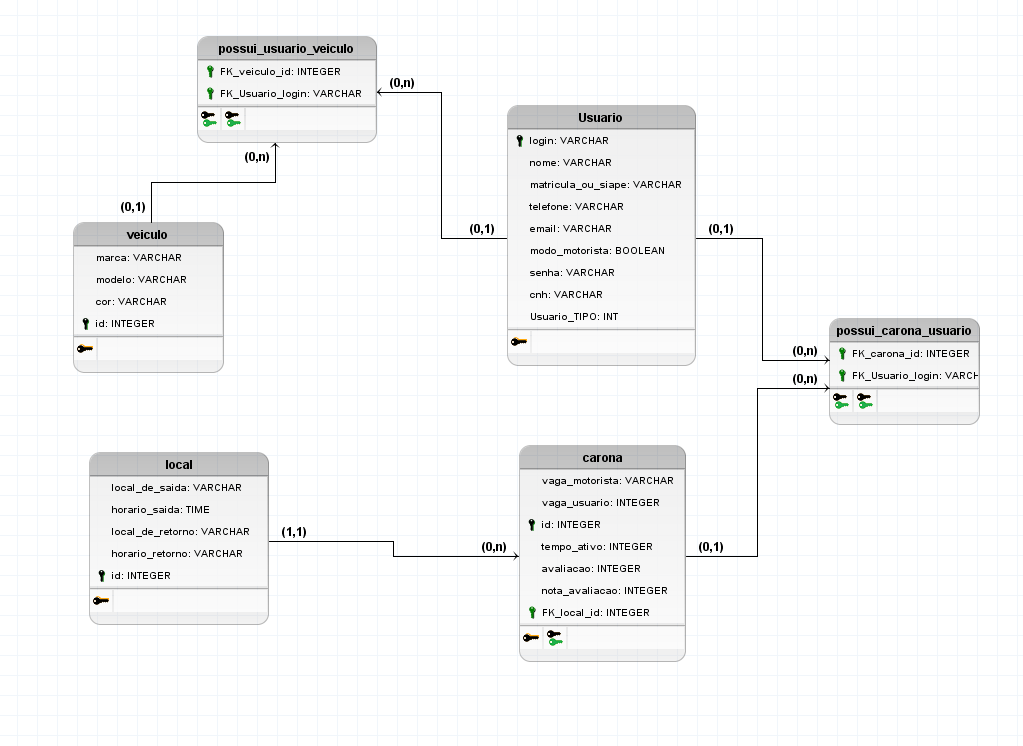 possui_usuario_veiculo
FK_veiculo_id: INTEGER
FK_Usuario_login: VARCHAR
(0,n)
(0,n)
(0,1)
veiculo
marca: VARCHAR
modelo: VARCHAR
cor: VARCHAR
id: INTEGER
Usuario
login: VARCHAR
nome: VARCHAR
matricula_ou_siape: VARCHAR
telefone: VARCHAR
email: VARCHAR
modo_motorista: BOOLEAN
senha: VARCHAR
cnh: VARCHAR
Usuario_TIPO: INT
(0,1)
(0,1)
(0,n)
(0,n)
possui_carona_usuario
FK_carona_id: INTEGER
FK_Usuario_login: VARCH
local
local_de_saida: VARCHAR
horario_saida: TIME
local_de_retorno: VARCHAR
horario_retorno: VARCHAR
id: INTEGER
(1,1)
(0,n)
carona
vaga_motorista: VARCHAR
vaga_usuario: INTEGER
id: INTEGER
tempo_ativo: INTEGER
avaliacao: INTEGER
nota_avaliacao: INTEGER
FK_local_id: INTEGER
(0,1)